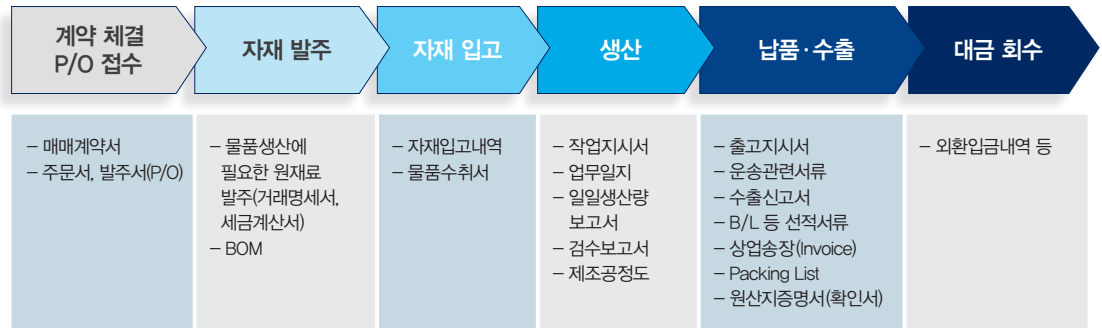 계약 체결
P/O 접수
자재 발주
자재 입고
생산
납품·수출
대금 회수
– 매매계약서
– 주문서, 발주서(P/O)
– 물품생산에
필요한 원재료
발주(거래명세서,
세금계산서)
– BOM
– 자재입고내역
– 물품수취서
– 작업지시서
– 업무일지
– 일일생산량
보고서
– 검수보고서
– 제조공정도
– 출고지시서
– 운송관련서류
– 수출신고서
– B/L 등 선적서류
– 상업송장(Invoice)
– Packing List
– 원산지증명서(확인서)
– 외환입금내역 등